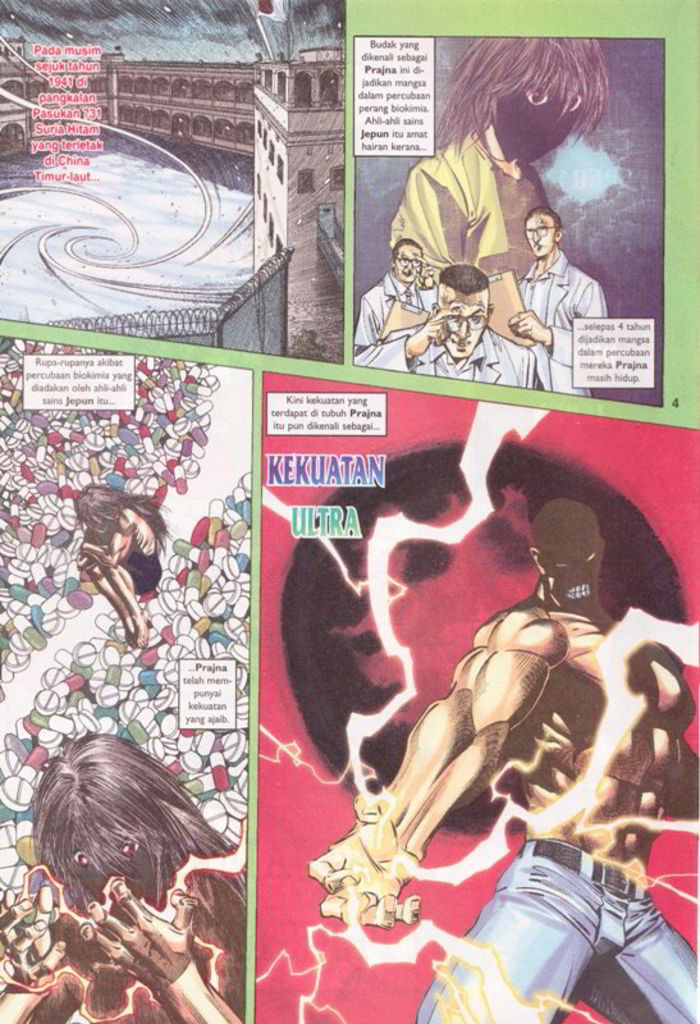 Pada musim
sejuk tahun
1941 di
pangkalan
Pasukan 731
Suria Hitam
yang terletak
di China
Timur-laut...
Budak yang
dikenali sebagai
Prajna ini di-
jadikan mangsa
dalam percubaan
perang biokimia.
Ahli-ahli sains
Jepun itu amat
hairan kerana...
...selepas 4 tahun
dijadikan mangsa
dalam percubaan
mereka Prajna
masih hidup.
4
Rupa-rupanya akibat
percubaan biokimia yang
diadakan oleh ahli-ahli
sains Jepun itu...
...Prajna
telah mem-
punyai
kekuatan
yang ajaib.
Kini kekuatan yang
terdapat di tubuh Prajna
itu pun dikenali sebagai...
KEKUATAN
ULTRA